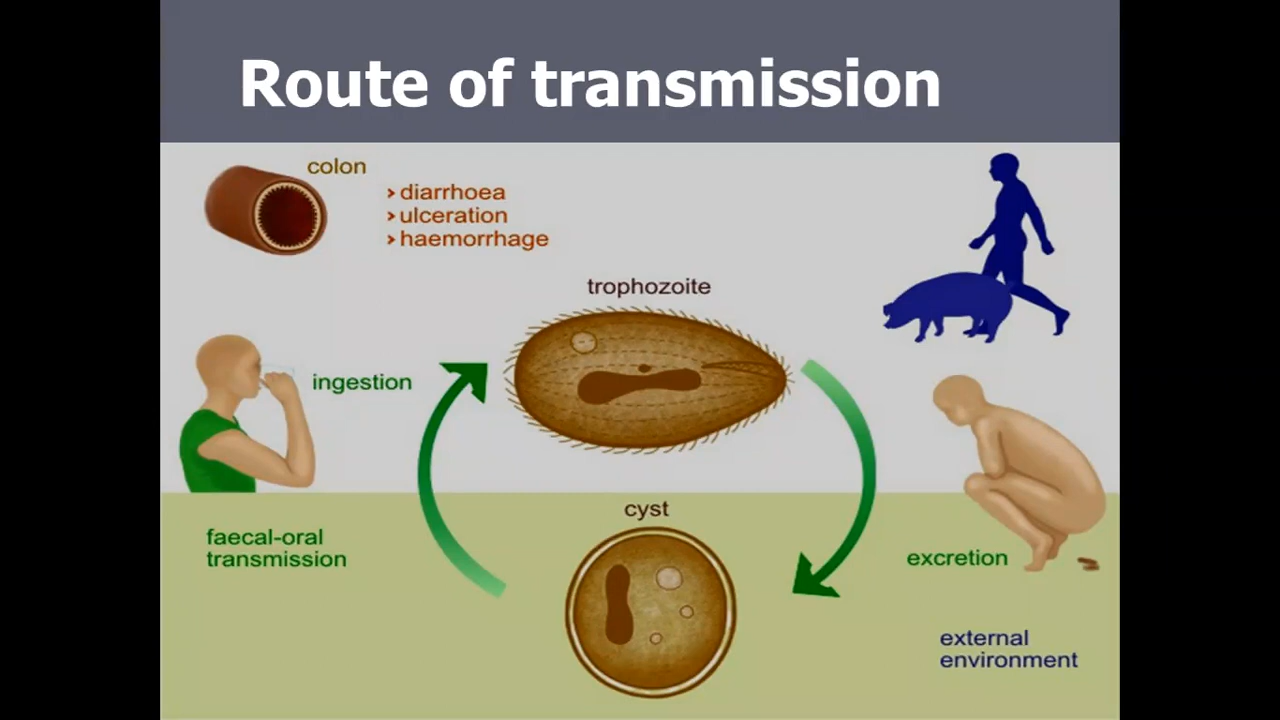 Route of transmission
colon
> diarrhoea
> ulceration
> haemorrhage
trophozoite
ingestion
cyst
faecal-oral
transmission
excretion
external
environment